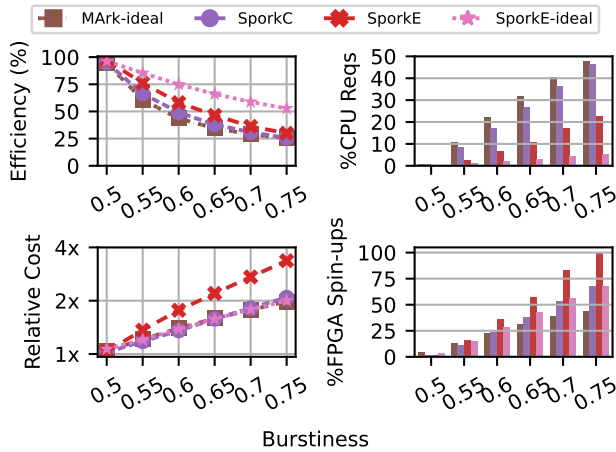 MArk-ideal SporkC SporkE SporkE-ideal
Efficiency (%)
100
75
50
25
0
0.5 0.55 0.6 0.65 0.7 0.75
%CPU Reqs
50
40
30
20
10
0
0.5 0.55 0.6 0.65 0.7 0.75
Relative Cost
4x
2x
1x
0.5 0.55 0.6 0.65 0.7 0.75
%FPGA Spin-ups
100
75
50
25
0
0.5 0.55 0.6 0.65 0.7 0.75
Burstiness